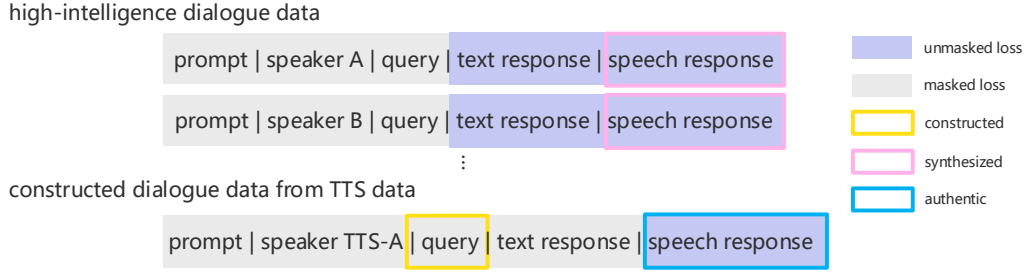 high-intelligence dialogue data
prompt | speaker A | query | text response | speech response
prompt | speaker B | query | text response | speech response
⋮
constructed dialogue data from TTS data
prompt | speaker TTS-A | query | text response | speech response
unmasked loss
masked loss
constructed
synthesized
authentic